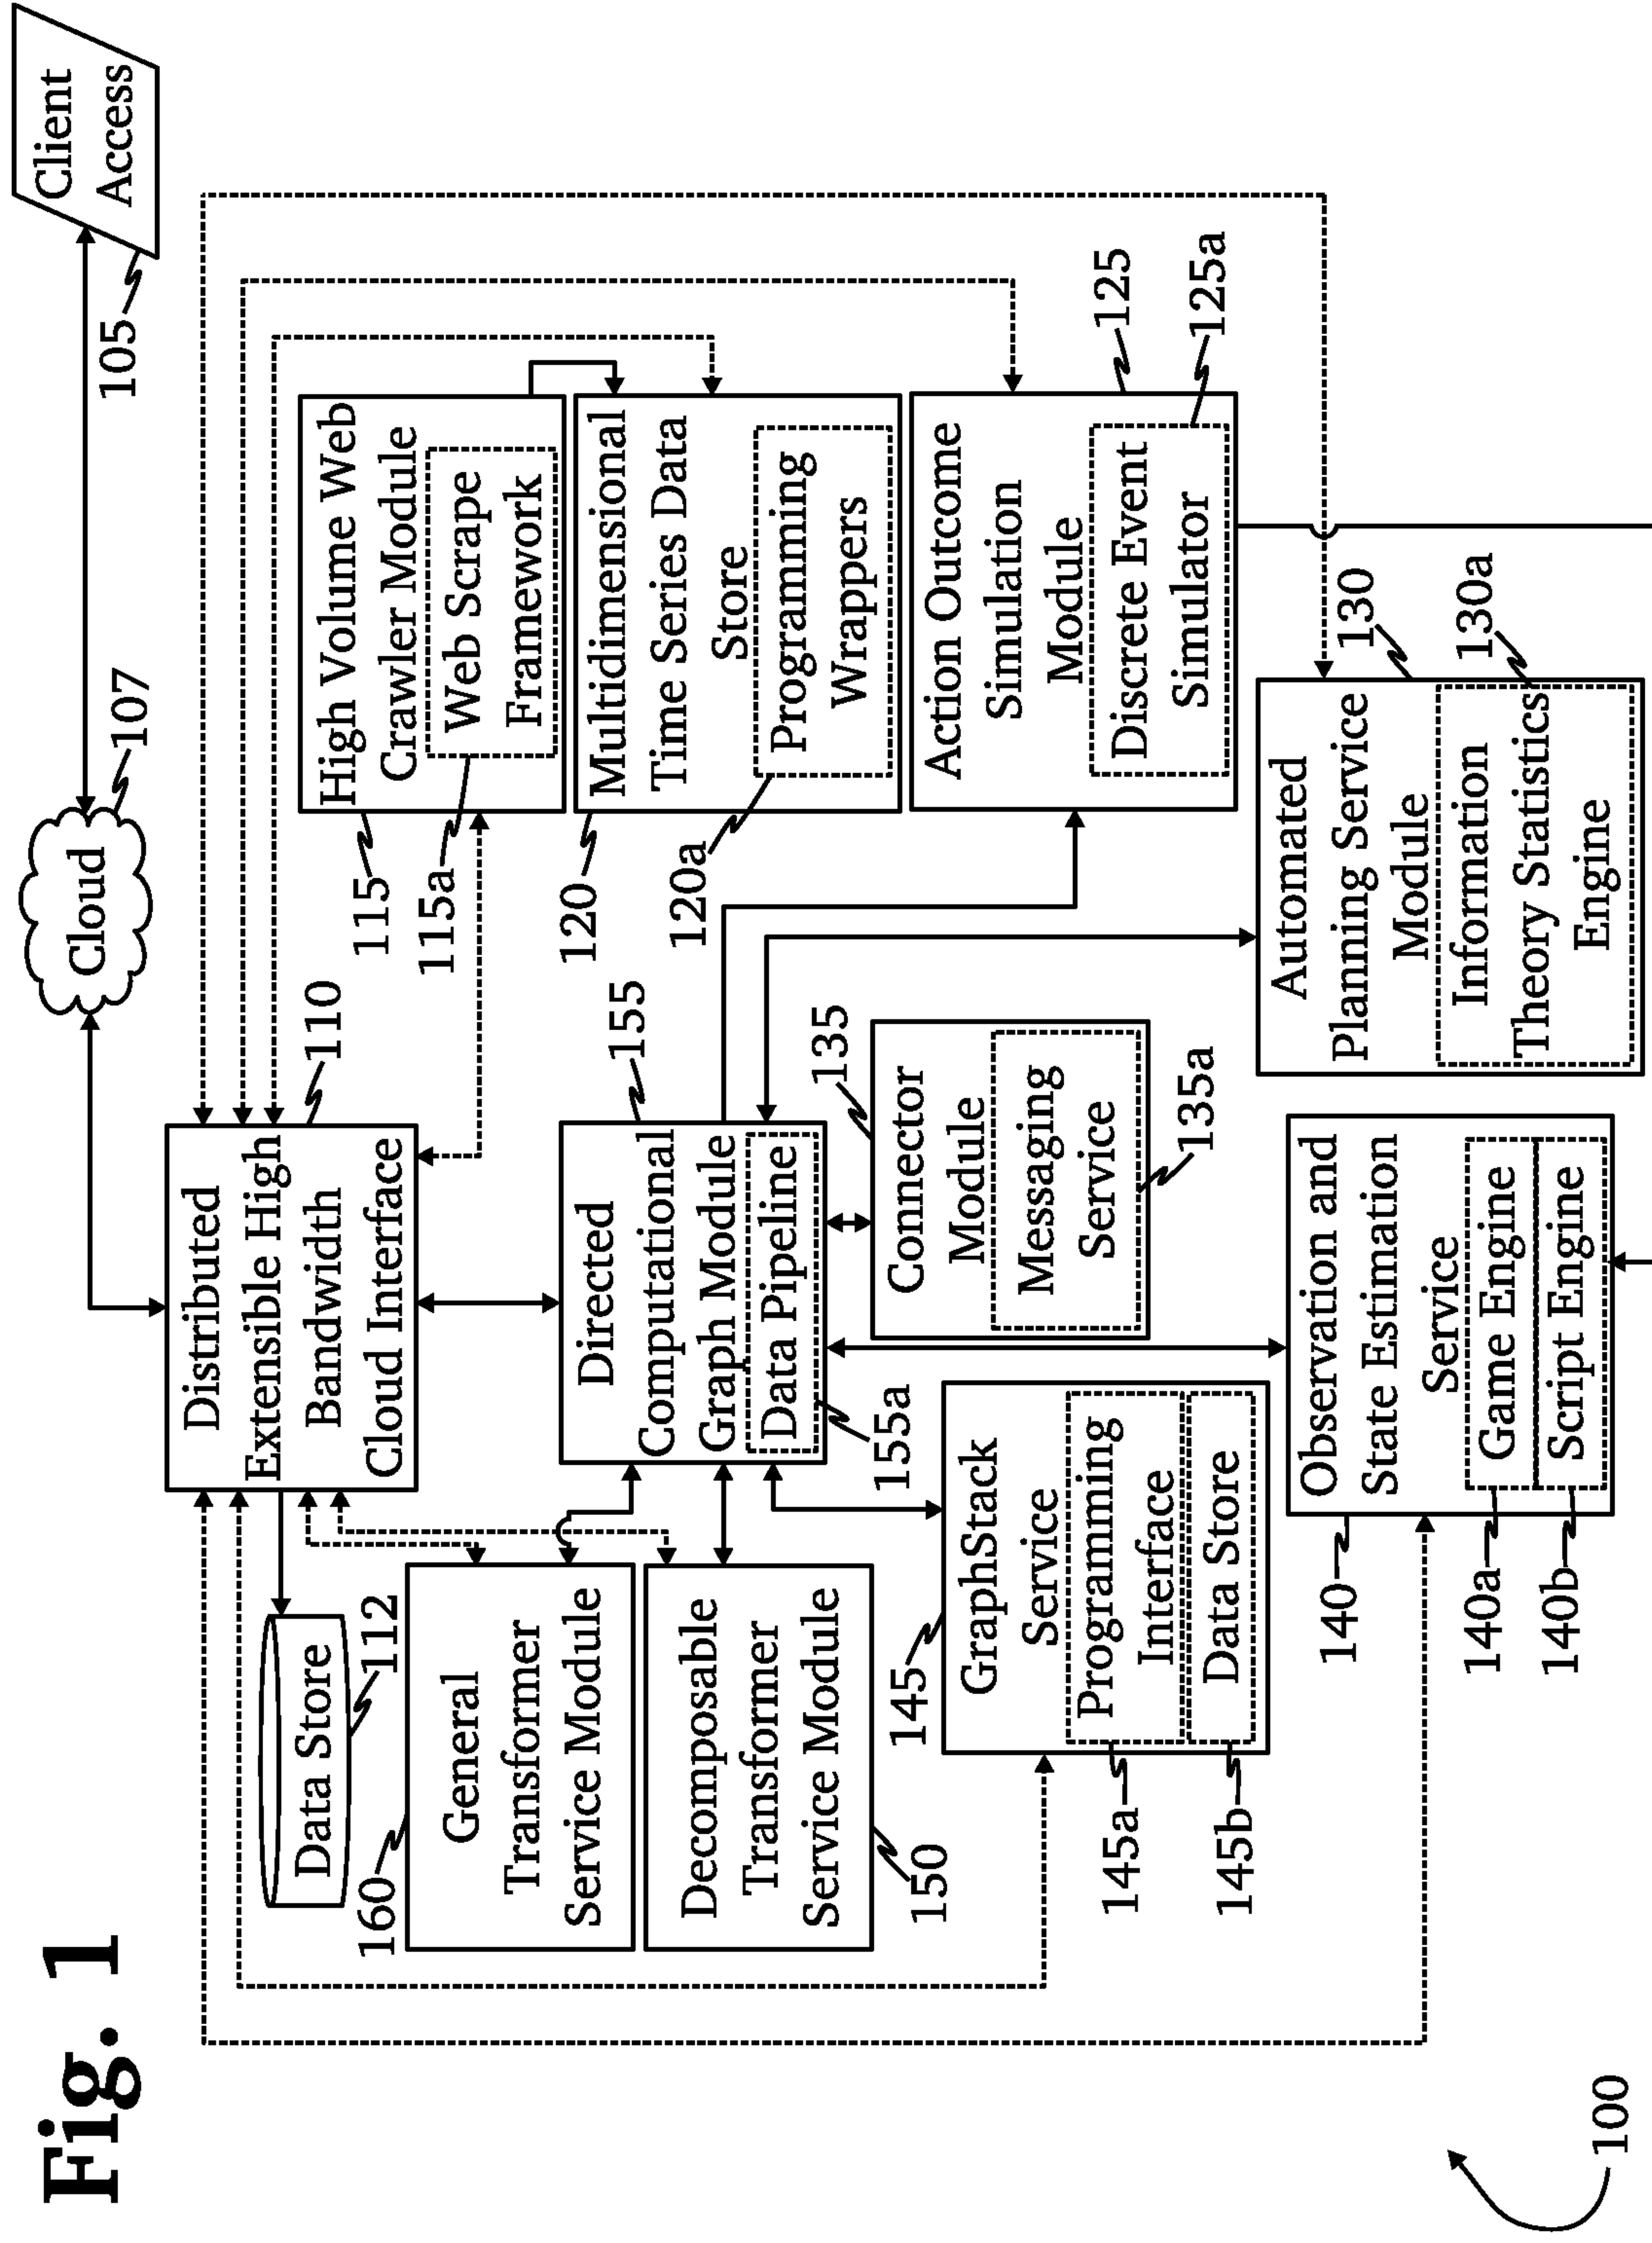 Fig. 1
Client
Access
105
Cloud
107
Distributed
Extensible High
Bandwidth
Cloud Interface
110
Data Store
112
High Volume Web
Crawler Module
Web Scrape
Framework
115
115a
Multidimensional
Time Series Data
Store
Programming
Wrappers
120
120a
Action Outcome
Simulation
Module
Discrete Event
Simulator
125
125a
General
Transformer
Service Module
160
Decomposable
Transformer
Service Module
150
Directed
Computational
Graph Module
Data Pipeline
155
155a
Connector
Module
Messaging
Service
135
135a
GraphStack
Service
Programming
Interface
Data Store
145
145a
145b
Observation and
State Estimation
Service
Game Engine
Script Engine
140
140a
140b
Automated
Planning Service
Module
Information
Theory Statistics
Engine
130
130a
100